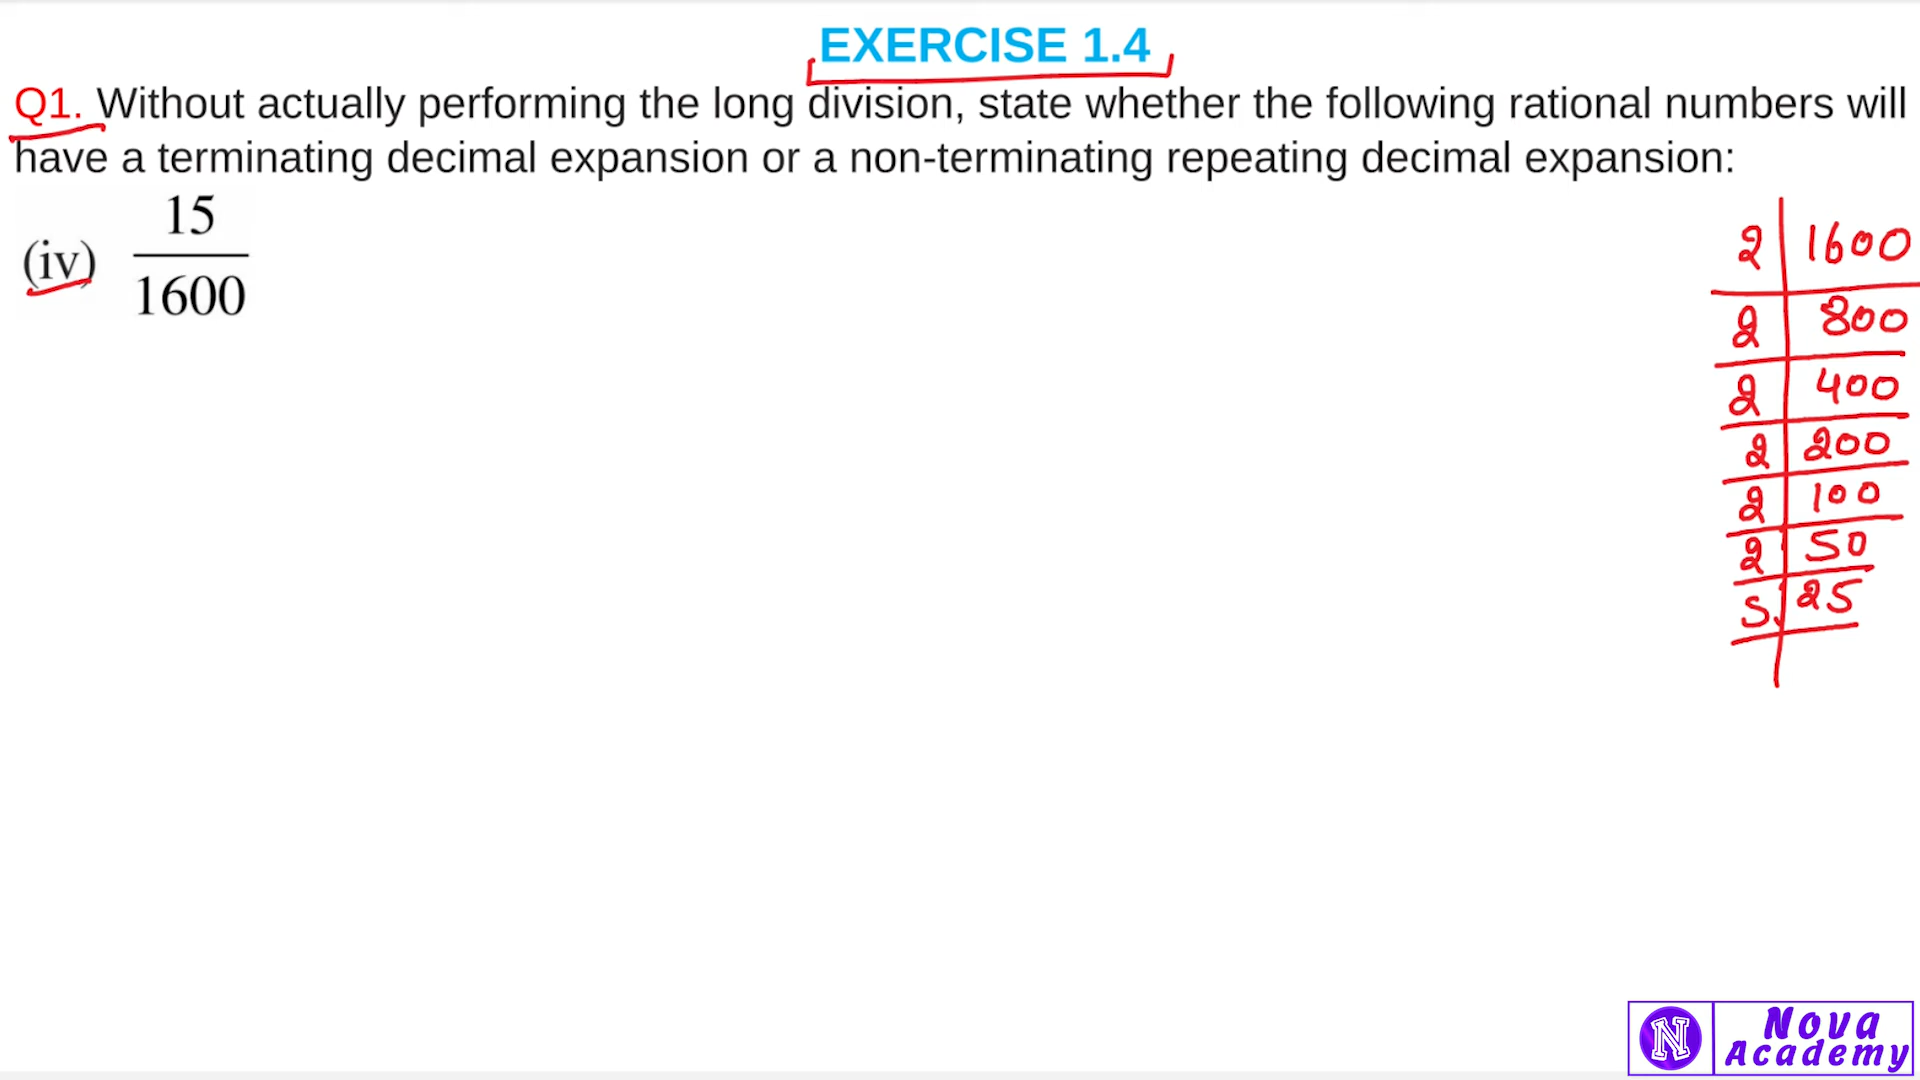 EXERCISE 1.4
Q1. Without actually performing the long division, state whether the following rational numbers will
have a terminating decimal expansion or a non-terminating repeating decimal expansion:
(iv) 15
1600
2 1600
2 800
2 400
2 200
2 100
2 50
5 25
N Nova
Academy